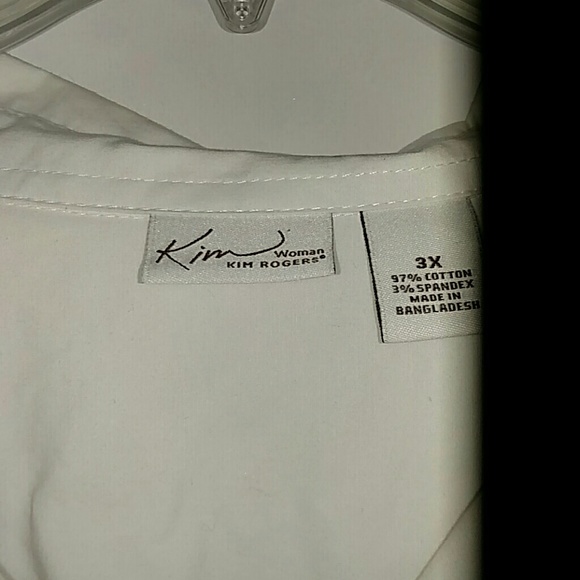 Kim Woman
KIM ROGERS®
3X
97% COTTON
3% SPANDEX
MADE IN
BANGLADESH